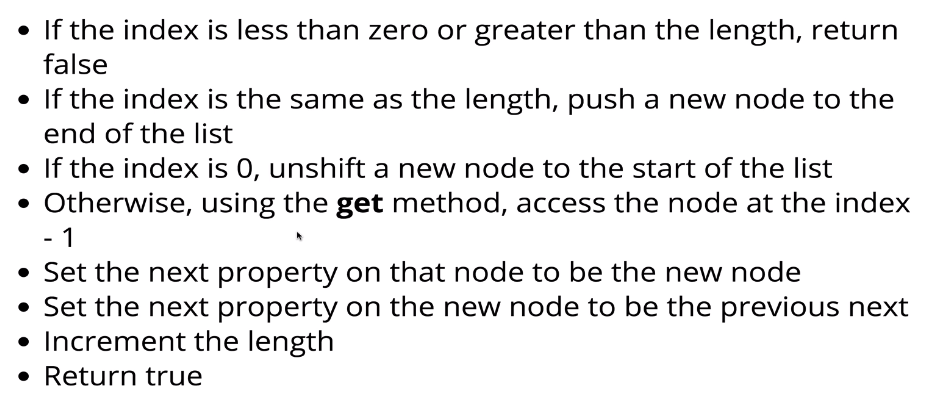 • If the index is less than zero or greater than the length, return
false
• If the index is the same as the length, push a new node to the
end of the list
• If the index is 0, unshift a new node to the start of the list
• Otherwise, using the get method, access the node at the index
- 1
• Set the next property on that node to be the new node
• Set the next property on the new node to be the previous next
• Increment the length
• Return true